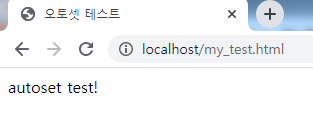 오토셋 테스트
localhost/my_test.html
autoset test!